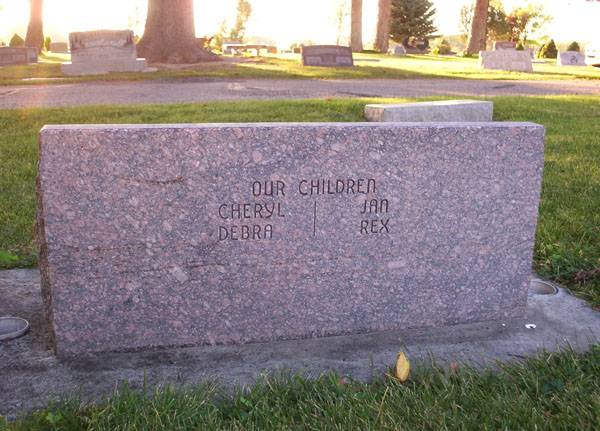 OUR CHILDREN
CHERYL | JAN
DEBRA | REX